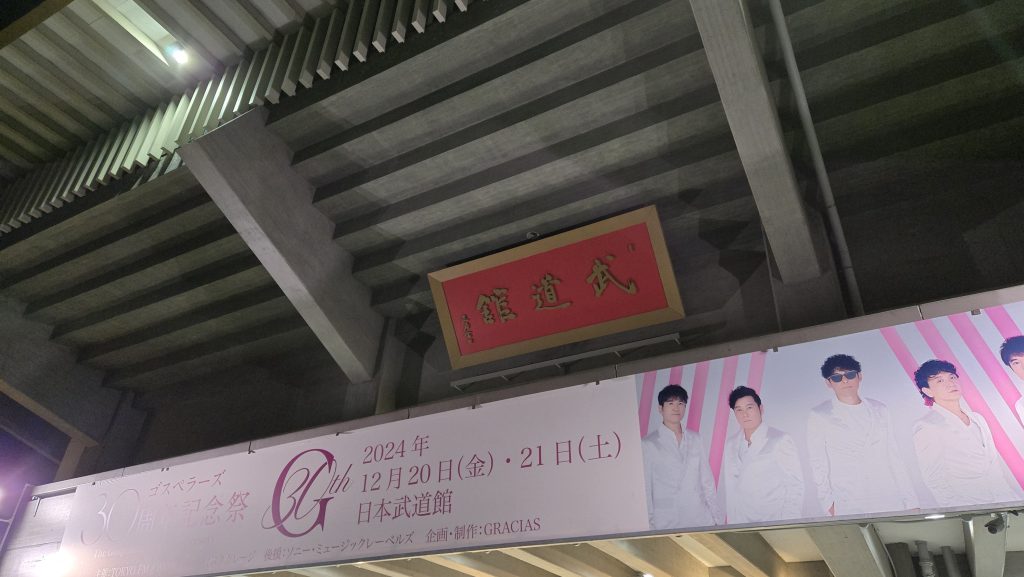 武道館
ゴスペラーズ
30周年記念祭
30th
G
2024年
12月20日(金)・21日(土)
日本武道館
後援:ソニー・ミュージックレーベルズ 企画・制作:GRACIAS